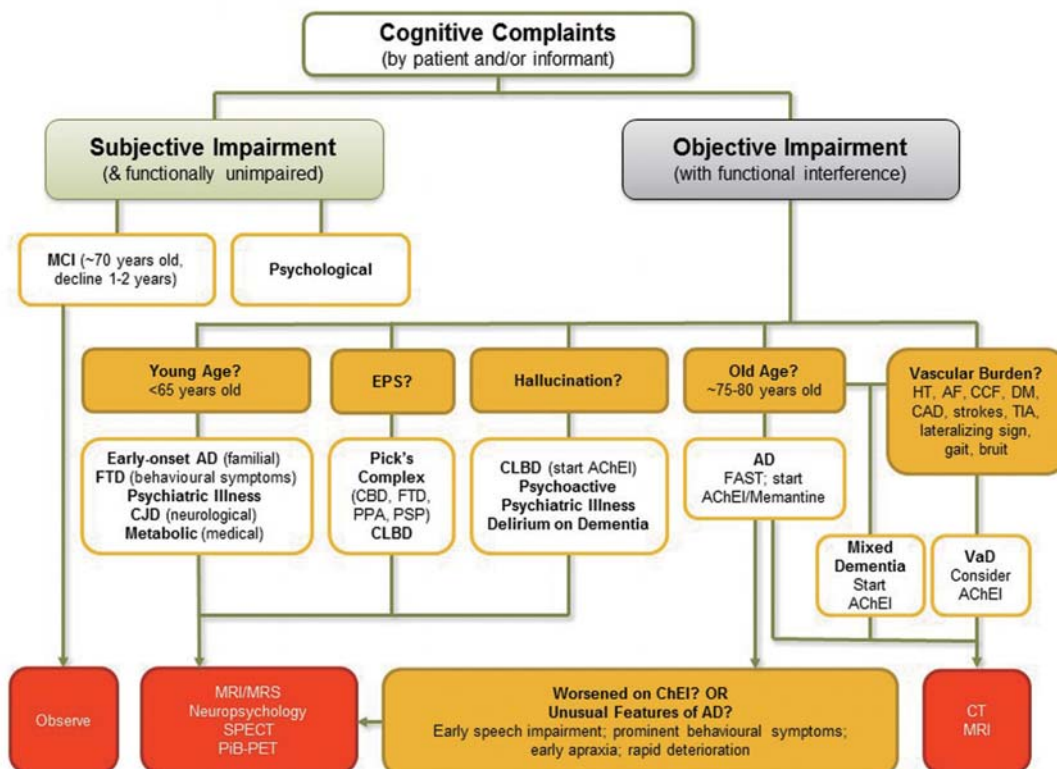 Cognitive Complaints
(by patient and/or informant)
Subjective Impairment
(& functionally unimpaired)
Objective Impairment
(with functional interference)
MCI (~70 years old,
decline 1-2 years)
Psychological
Young Age?
<65 years old
EPS?
Hallucination?
Old Age?
~75-80 years old
Vascular Burden?
HT, AF, CCF, DM,
CAD, strokes, TIA,
lateralizing sign,
gait, bruit
Early-onset AD (familial)
FTD (behavioural symptoms)
Psychiatric Illness
CJD (neurological)
Metabolic (medical)
Pick's
Complex
(CBD, FTD,
PPA, PSP)
CLBD
CLBD (start AChEI)
Psychoactive
Psychiatric Illness
Delirium on Dementia
AD
FAST; start
AChEI/Memantine
Mixed
Dementia
Start
AChEI
VaD
Consider
AChEI
Observe
MRI/MRS
Neuropsychology
SPECT
PiB-PET
Worsened on ChEI? OR
Unusual Features of AD?
Early speech impairment; prominent behavioural symptoms;
early apraxia; rapid deterioration
CT
MRI